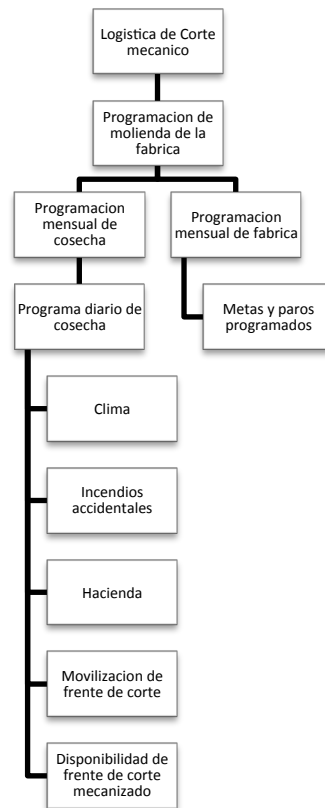 Logistica de Corte
mecanico
Programacion de
molienda de la
fabrica
Programacion
mensual de
cosecha
Programacion
mensual de fabrica
Programa diario de
cosecha
Metas y paros
programados
Clima
Incendios
accidentales
Hacienda
Movilizacion de
frente de corte
Disponibilidad de
frente de corte
mecanizado